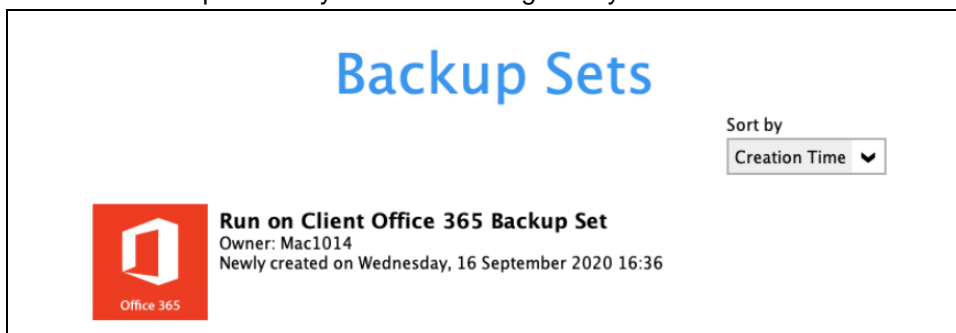 Backup Sets
Sort by
Creation Time
Run on Client Office 365 Backup Set
Owner: Mac1014
Newly created on Wednesday, 16 September 2020 16:36
Office 365